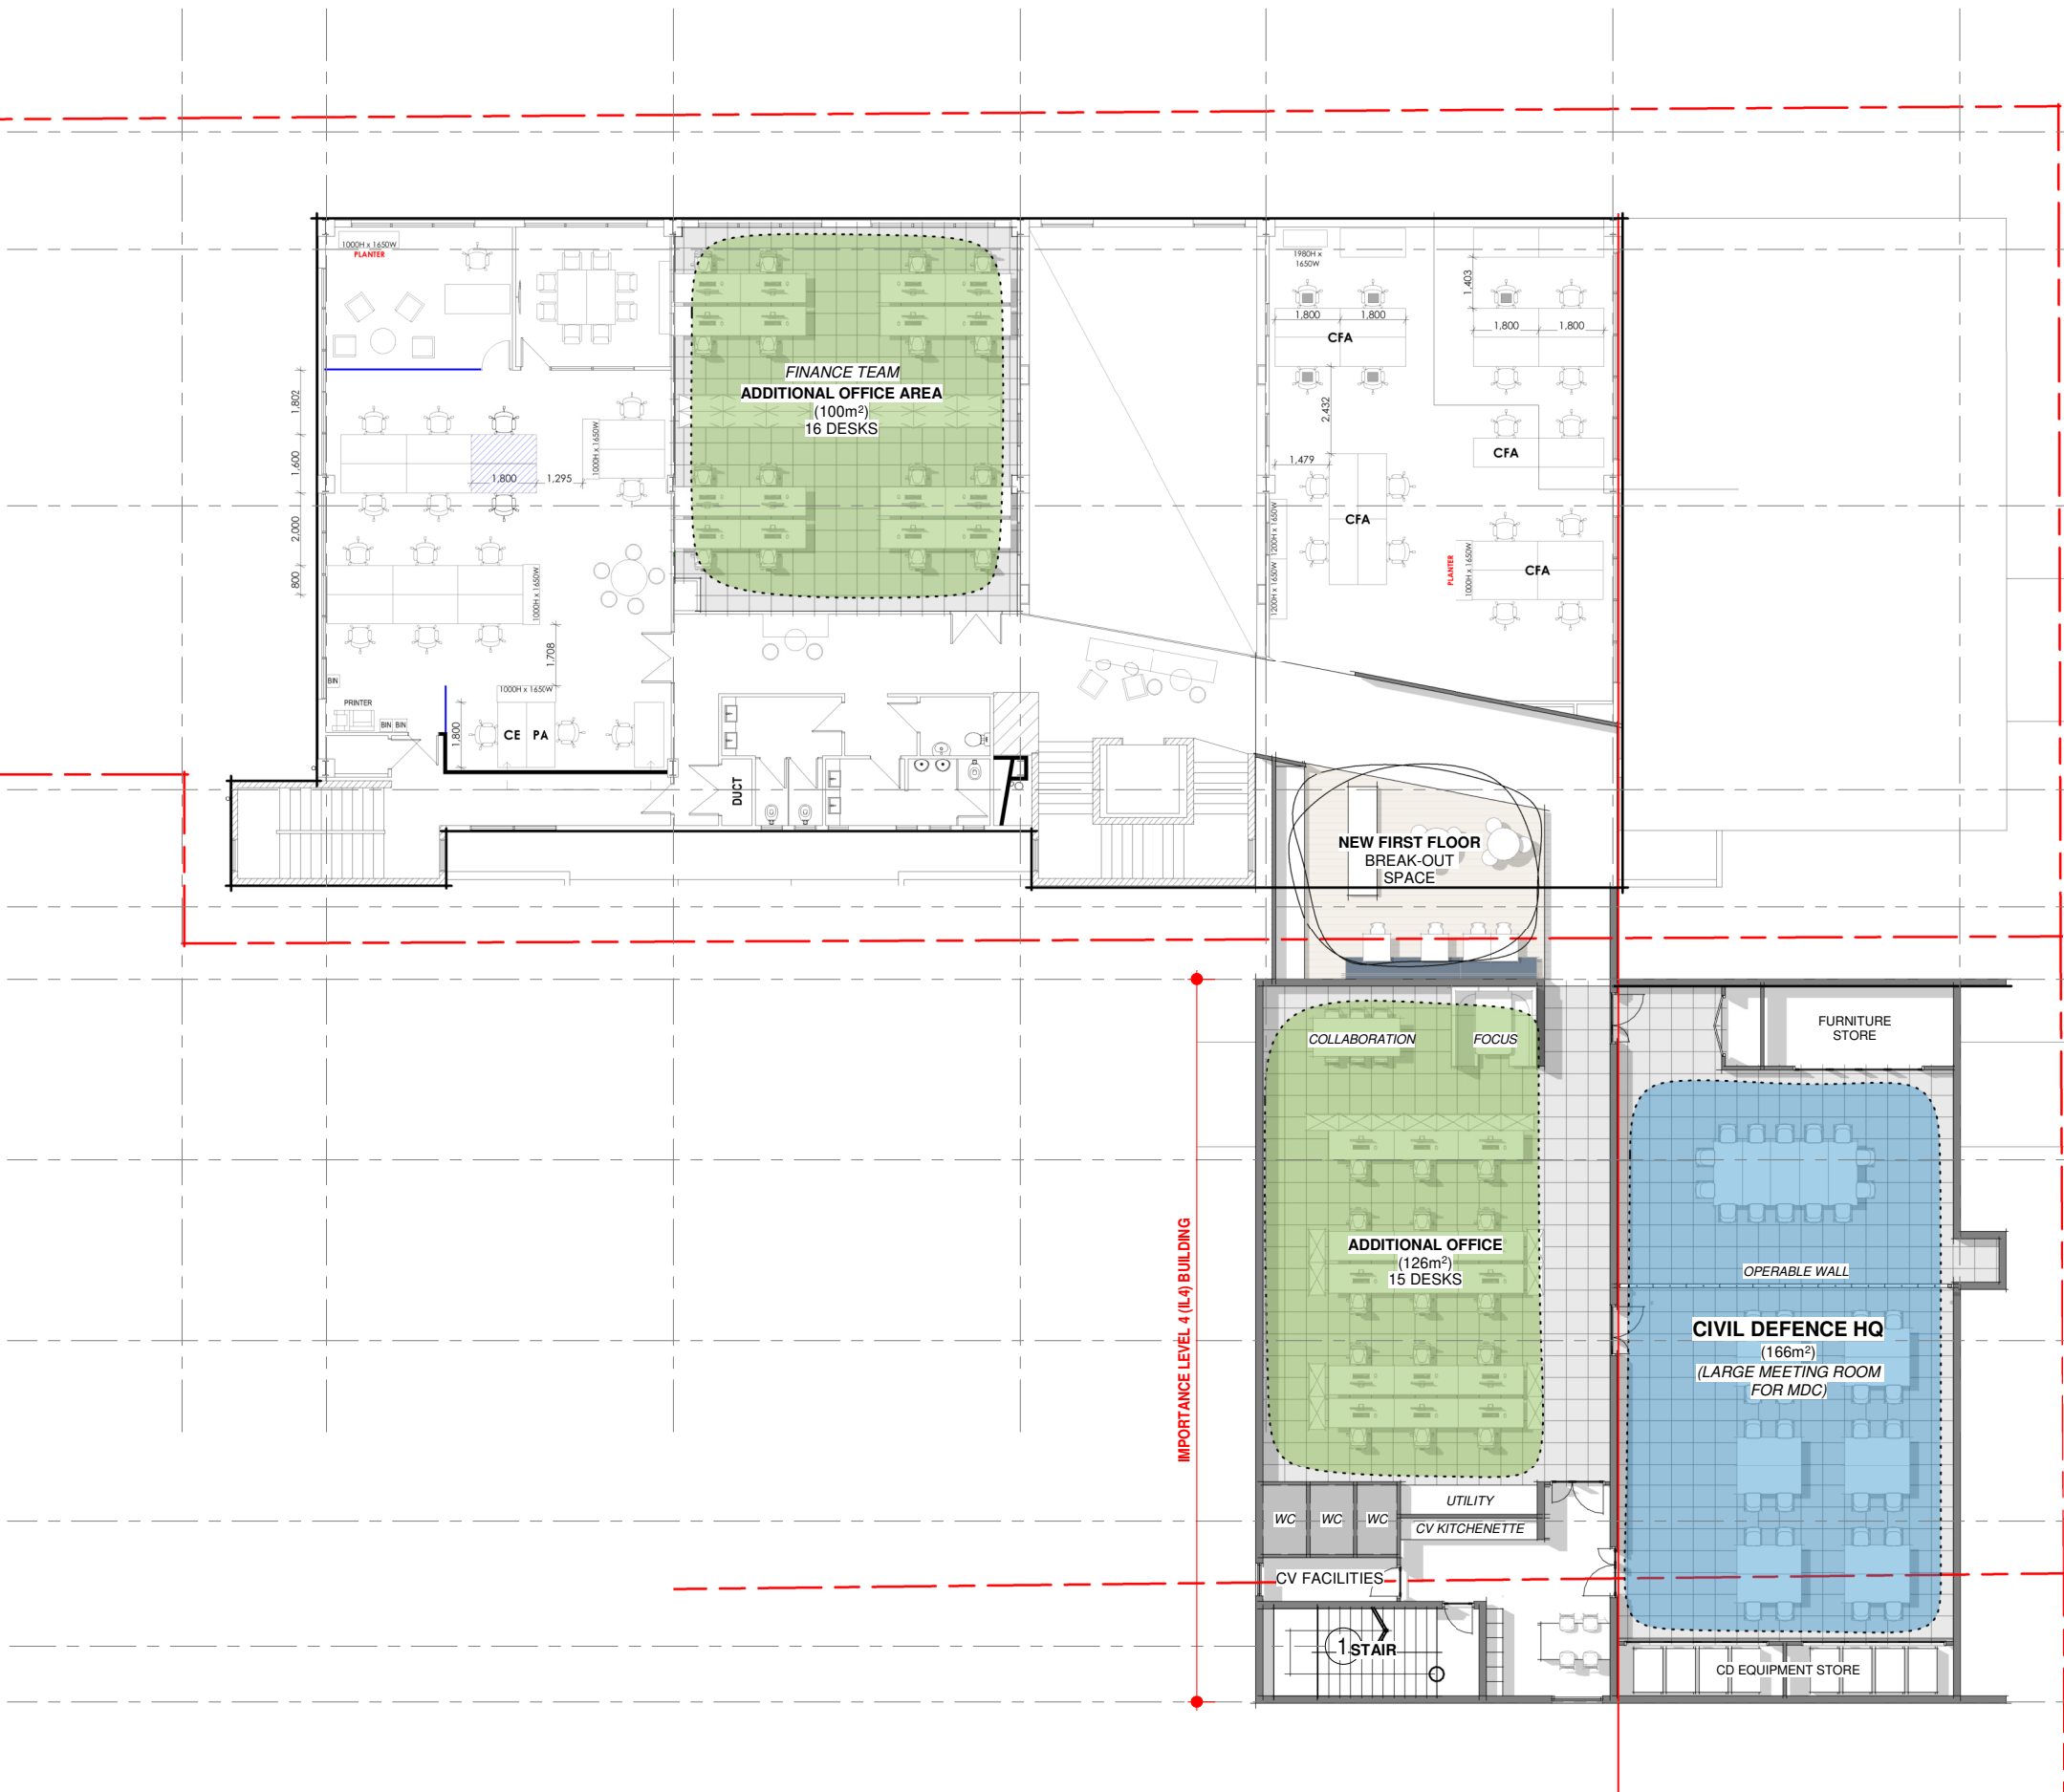 1000H x 1650W
PLANTER
1,802
1,600
2,000
800
1,800
1,295
1000H x 1650W
1000H x 1650W
1,708
1000H x 1650W
1,800
BIN
PRINTER
BIN BIN
CE PA
DUCT
FINANCE TEAM
ADDITIONAL OFFICE AREA
(100m²)
16 DESKS
1980H x
1650W
1,800 1,800
CFA
1,403
1,800 1,800
2,432
CFA
1,479
CFA
1200H x 1650W
1200H x 1650W
PLANTER
1000H x 1650W
CFA
NEW FIRST FLOOR
BREAK-OUT
SPACE
IMPORTANCE LEVEL 4 (IL4) BUILDING
COLLABORATION
FOCUS
FURNITURE
STORE
ADDITIONAL OFFICE
(126m²)
15 DESKS
OPERABLE WALL
CIVIL DEFENCE HQ
(166m²)
(LARGE MEETING ROOM
FOR MDC)
UTILITY
WC WC WC
CV KITCHENETTE
CV FACILITIES
1 STAIR
CD EQUIPMENT STORE